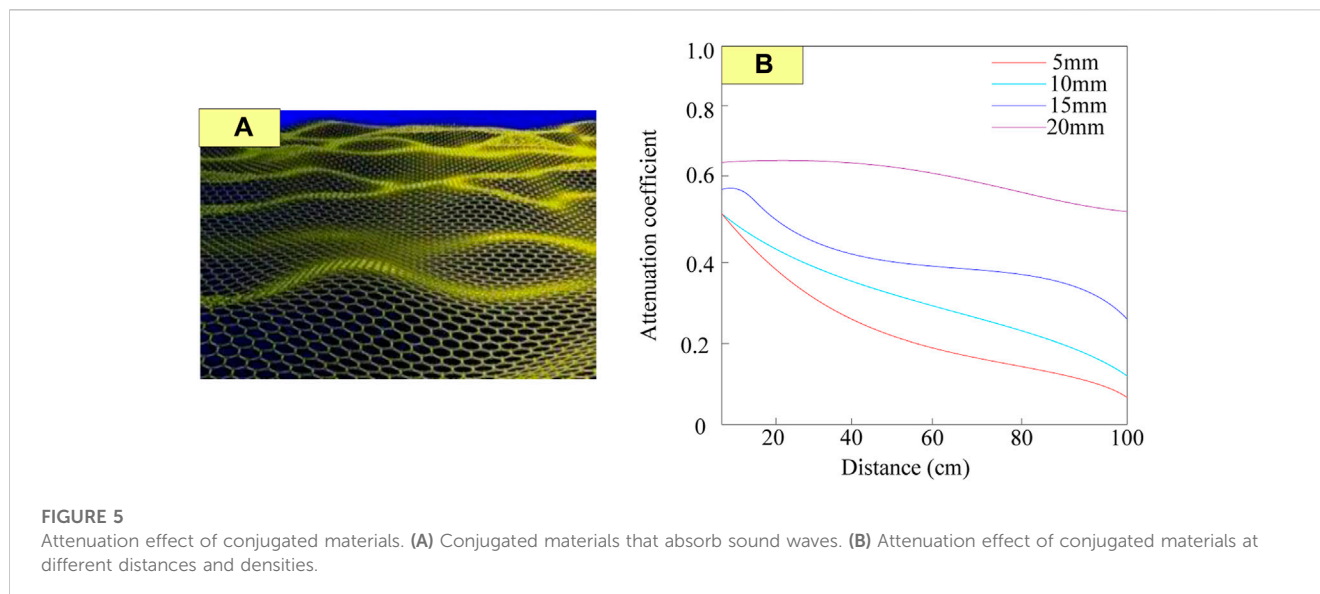 A
B
5mm
10mm
15mm
20mm
1.0
0.8
0.6
0.4
0.2
0
Attenuation coefficient
20 40 60 80 100
Distance (cm)
FIGURE 5
Attenuation effect of conjugated materials. (A) Conjugated materials that absorb sound waves. (B) Attenuation effect of conjugated materials at
different distances and densities.